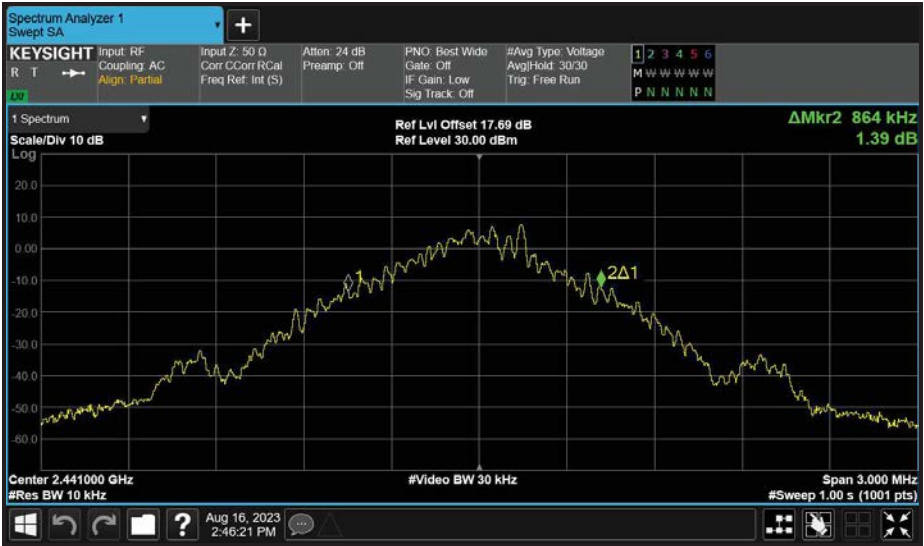 Spectrum Analyzer 1
Swept SA
KEYSIGHT
R T
LXI
Input: RF
Coupling: AC
Align: Partial
Input Z: 50 Ω
Corr CCorr RCal
Freq Ref: Int (S)
Atten: 24 dB
Preamp: Off
PNO: Best Wide
Gate: Off
IF Gain: Low
Sig Track: Off
#Avg Type: Voltage
Avg|Hold: 30/30
Trig: Free Run
1 2 3 4 5 6
M W W W W W
P N N N N N
1 Spectrum
Scale/Div 10 dB
Ref Lvl Offset 17.69 dB
Ref Level 30.00 dBm
ΔMkr2 864 kHz
1.39 dB
Log
20.0
10.0
0.00
-10.0
-20.0
-30.0
-40.0
-50.0
-60.0
1
2Δ1
Center 2.441000 GHz
#Res BW 10 kHz
#Video BW 30 kHz
Span 3.000 MHz
#Sweep 1.00 s (1001 pts)
?
Aug 16, 2023
2:46:21 PM